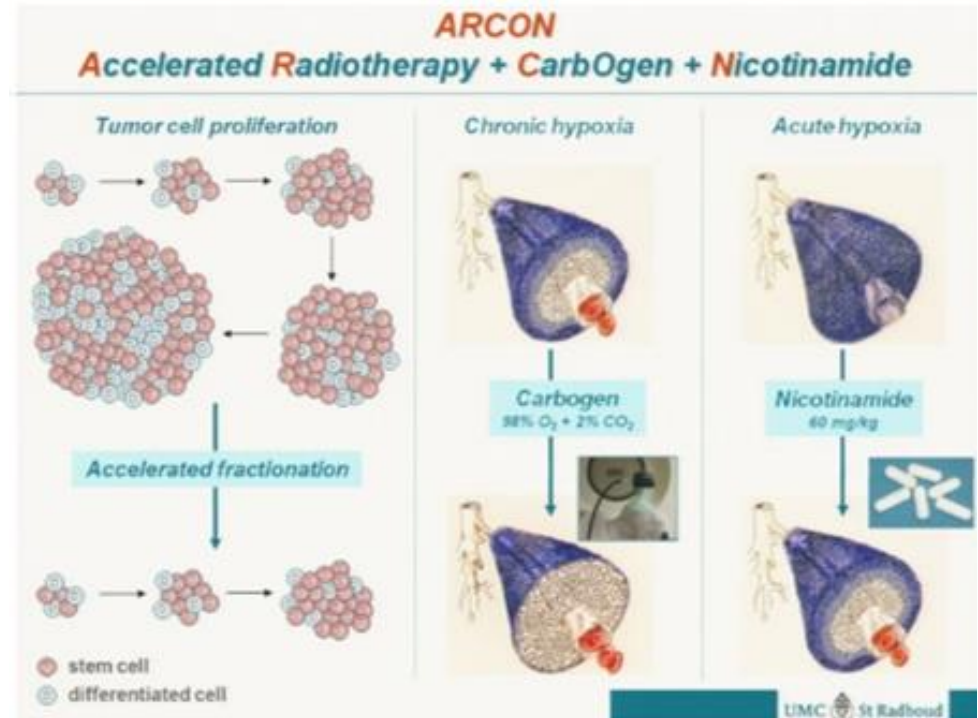 ARCON
Accelerated Radiotherapy + CarbOgen + Nicotinamide
Tumor cell proliferation
Accelerated fractionation
stem cell
differentiated cell
Chronic hypoxia
Carbogen
98% O₂ + 2% CO₂
Acute hypoxia
Nicotinamide
60 mg/kg
UMC St Radboud